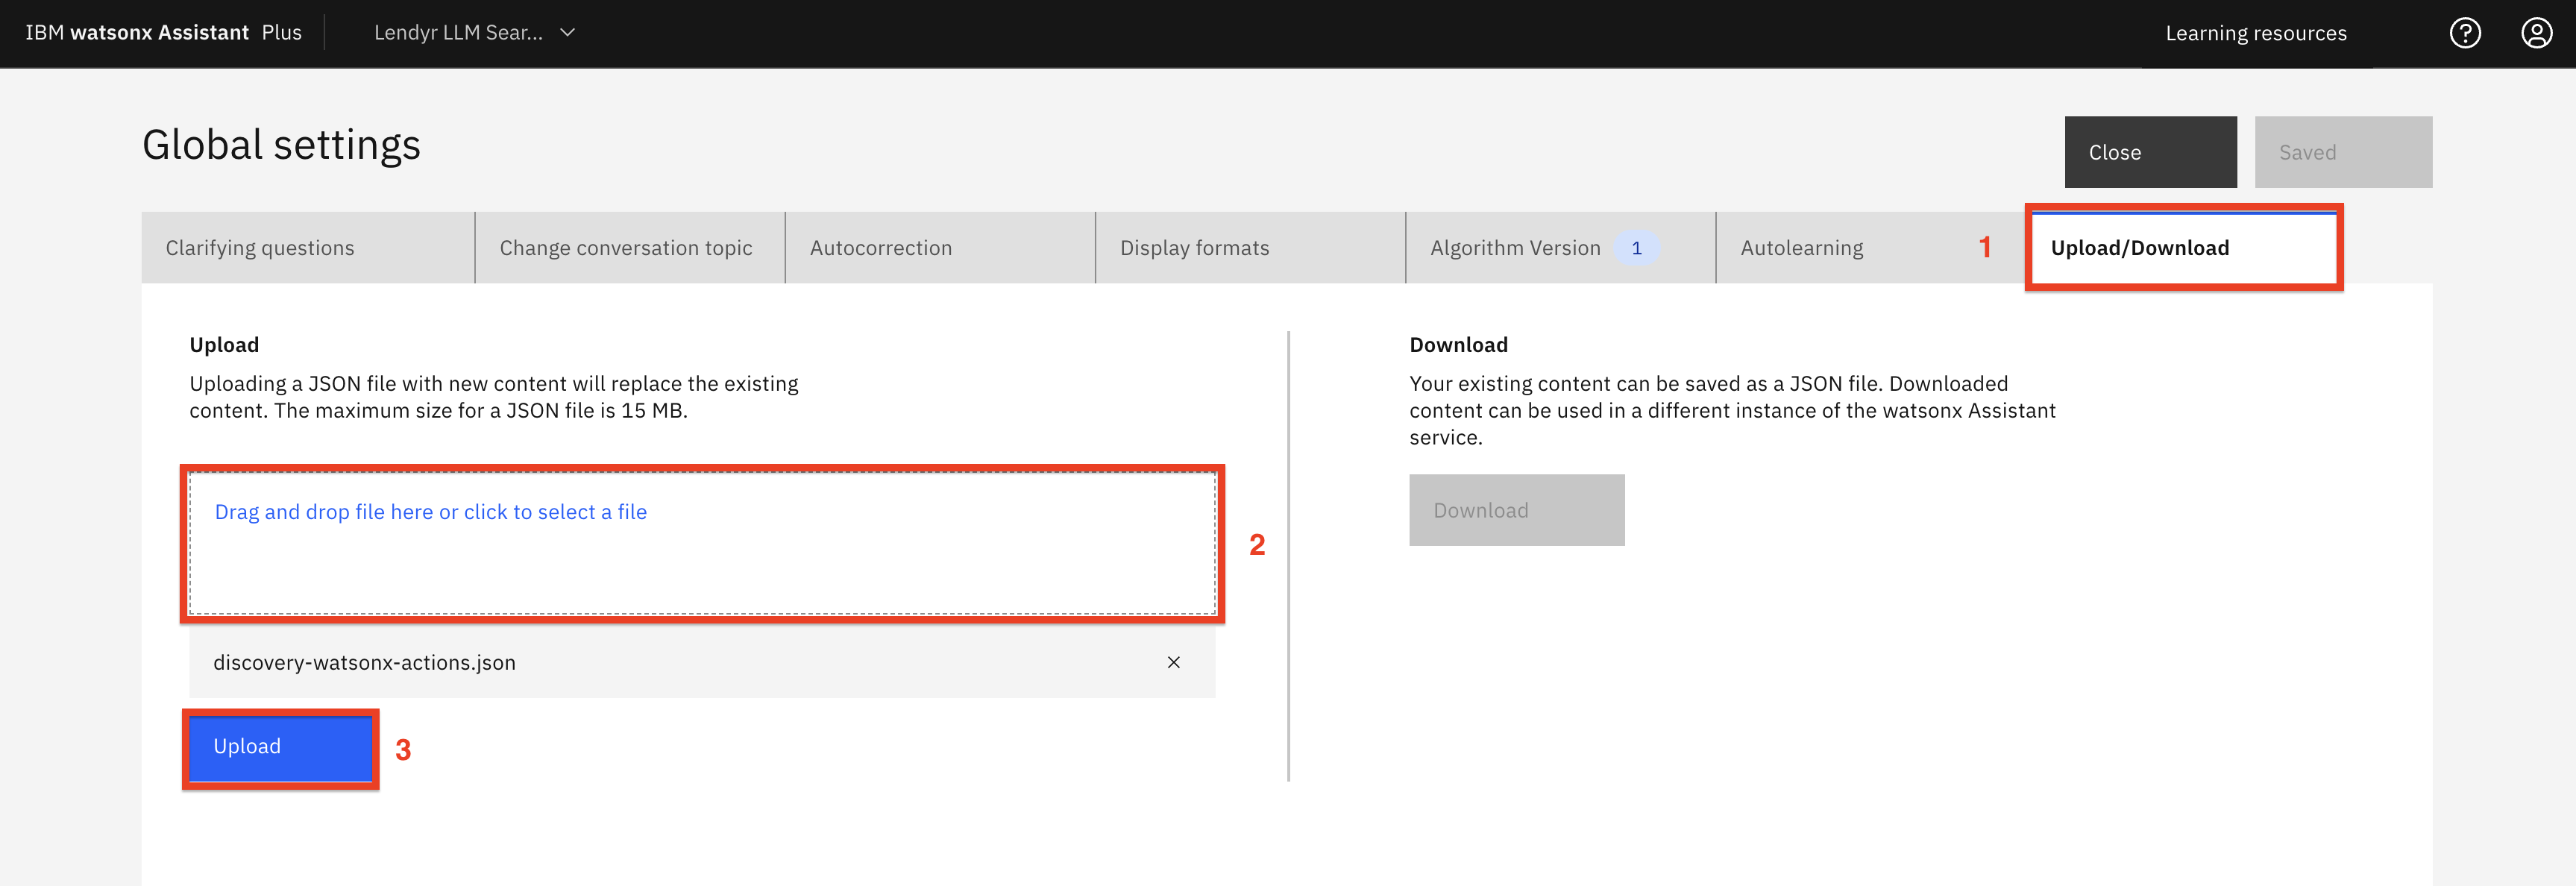 IBM watsonx Assistant Plus
Lendyr LLM Sear...
Learning resources
Global settings
Close
Saved
Clarifying questions
Change conversation topic
Autocorrection
Display formats
Algorithm Version 1
Autolearning
1
Upload/Download
Upload
Uploading a JSON file with new content will replace the existing
content. The maximum size for a JSON file is 15 MB.
Drag and drop file here or click to select a file
2
discovery-watsonx-actions.json
Upload
3
Download
Your existing content can be saved as a JSON file. Downloaded
content can be used in a different instance of the watsonx Assistant
service.
Download